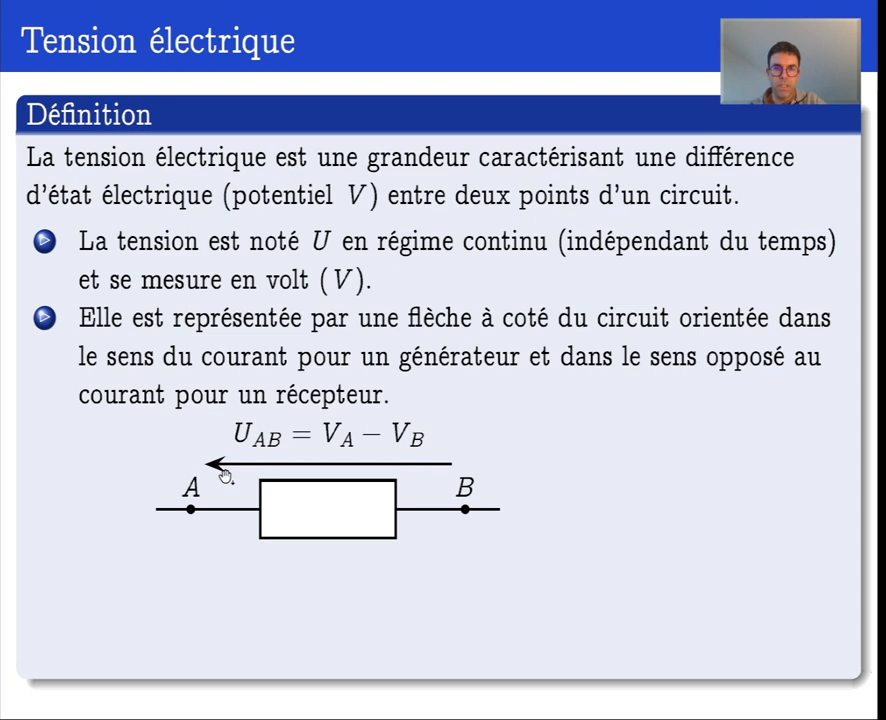 Tension électrique
Définition
La tension électrique est une grandeur caractérisant une différence
d'état électrique (potentiel V) entre deux points d'un circuit.
La tension est noté U en régime continu (indépendant du temps)
et se mesure en volt (V).
Elle est représentée par une flèche à coté du circuit orientée dans
le sens du courant pour un générateur et dans le sens opposé au
courant pour un récepteur.
U_{AB} = V_A − V_B
A B